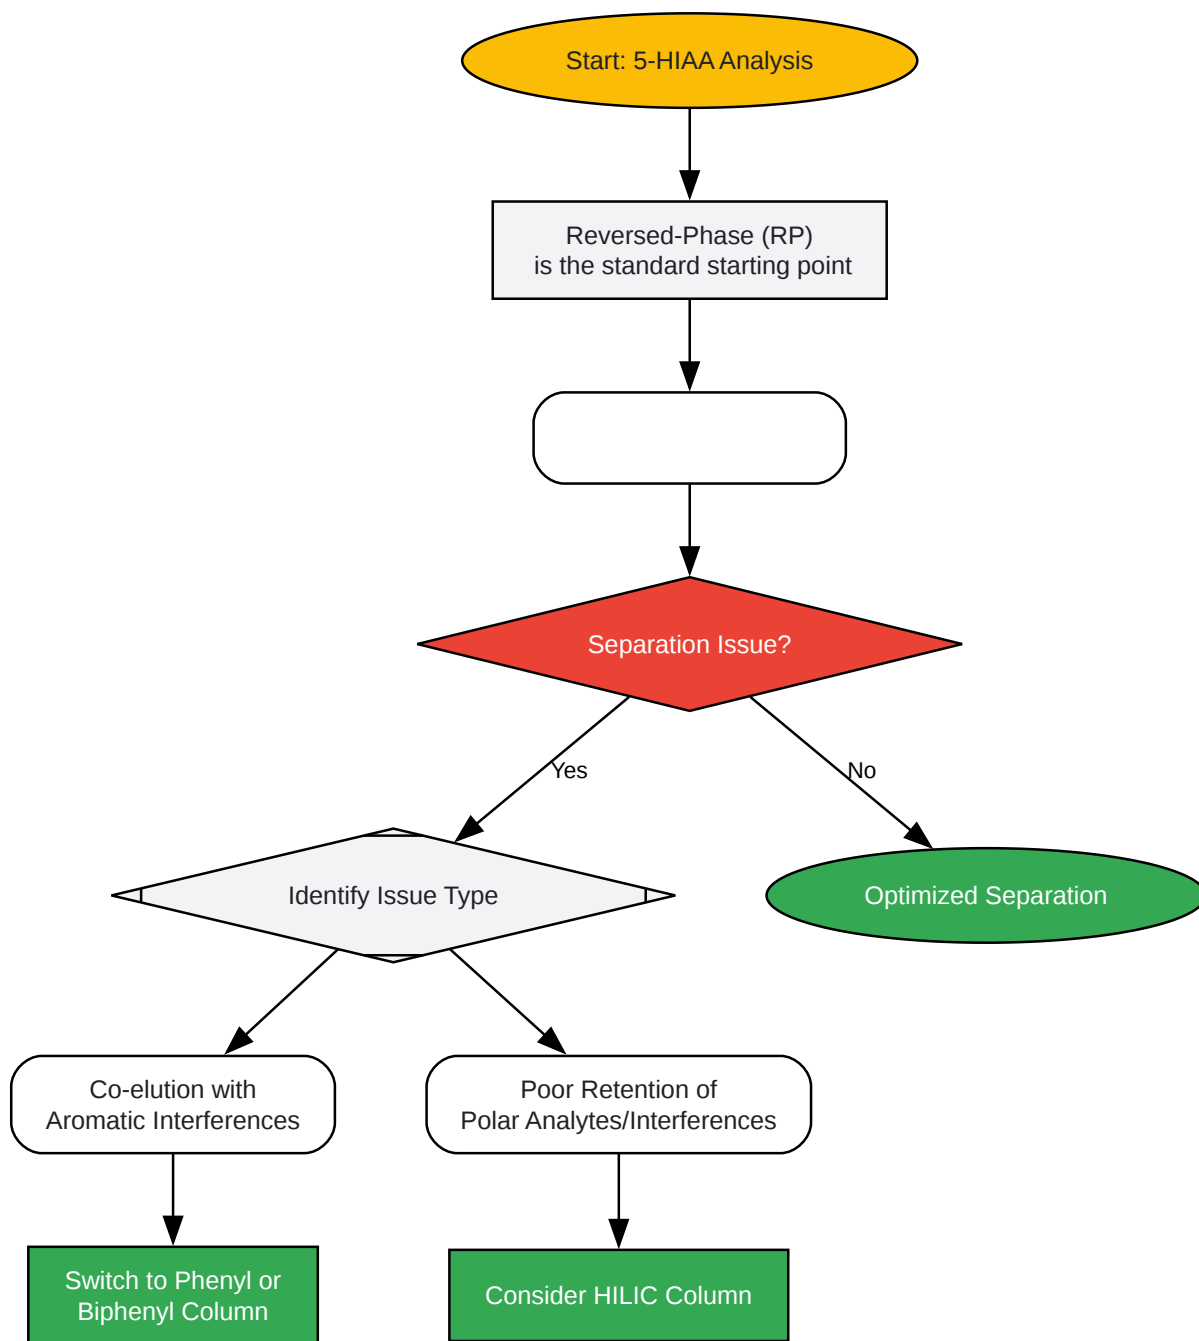 Start: 5-HIAA Analysis
Reversed-Phase (RP)
is the standard starting point
Separation Issue?
Yes
No
Identify Issue Type
Optimized Separation
Co-elution with
Aromatic Interferences
Poor Retention of
Polar Analytes/Interferences
Switch to Phenyl or
Biphenyl Column
Consider HILIC Column